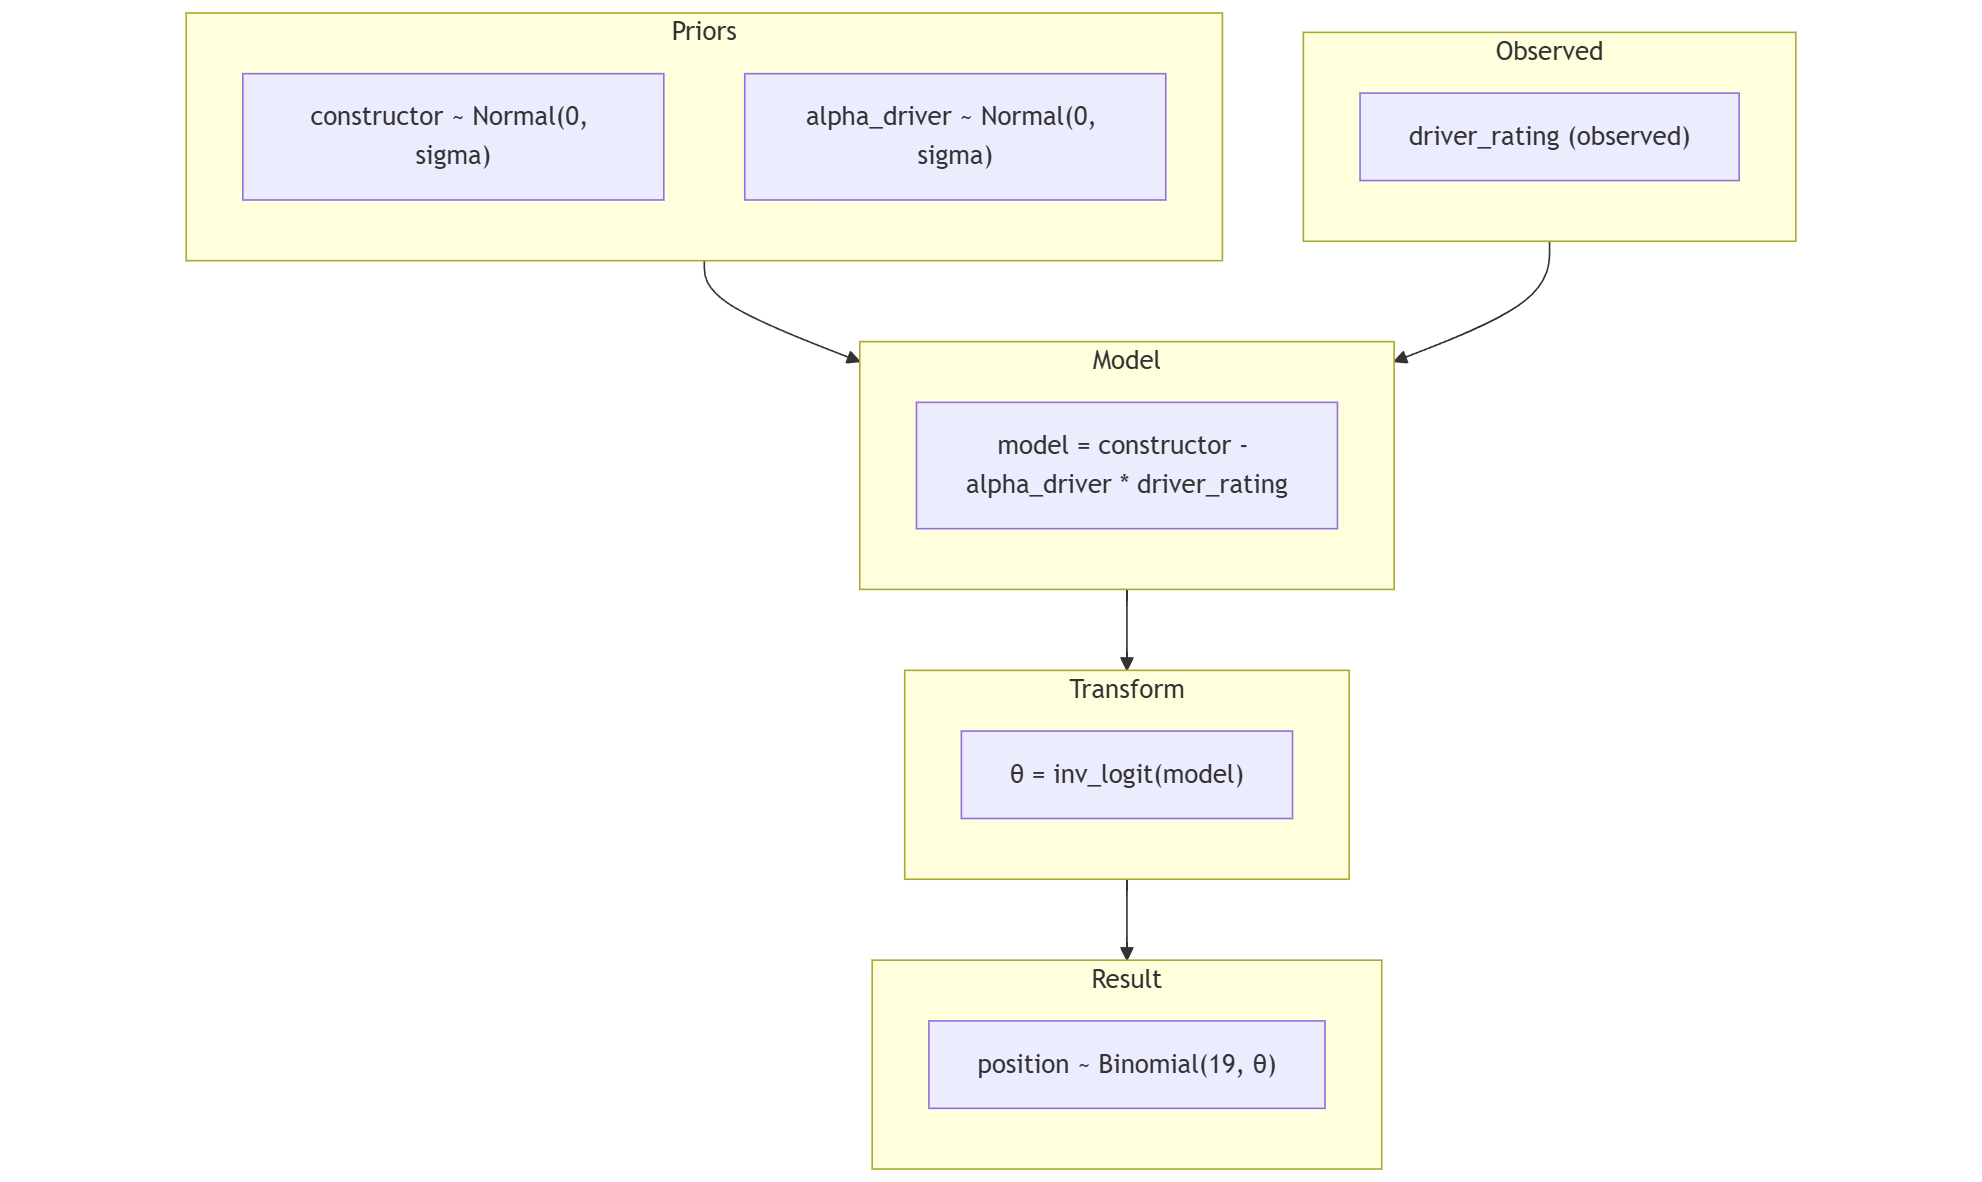 Priors
constructor ~ Normal(0,
sigma)
alpha_driver ~ Normal(0,
sigma)
Observed
driver_rating (observed)
Model
model = constructor -
alpha_driver * driver_rating
Transform
θ = inv_logit(model)
Result
position ~ Binomial(19, θ)